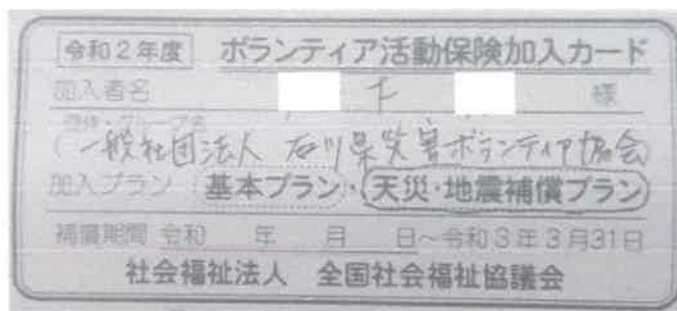 令和2年度 ボランティア活動保険加入カード
加入者名 様
団体・グループ名
(一般社団法人 石川県災害ボランティア協会)
加入プラン 基本プラン・天災・地震補償プラン
補償期間 令和 年 月 日~令和3年3月31日
社会福祉法人 全国社会福祉協議会